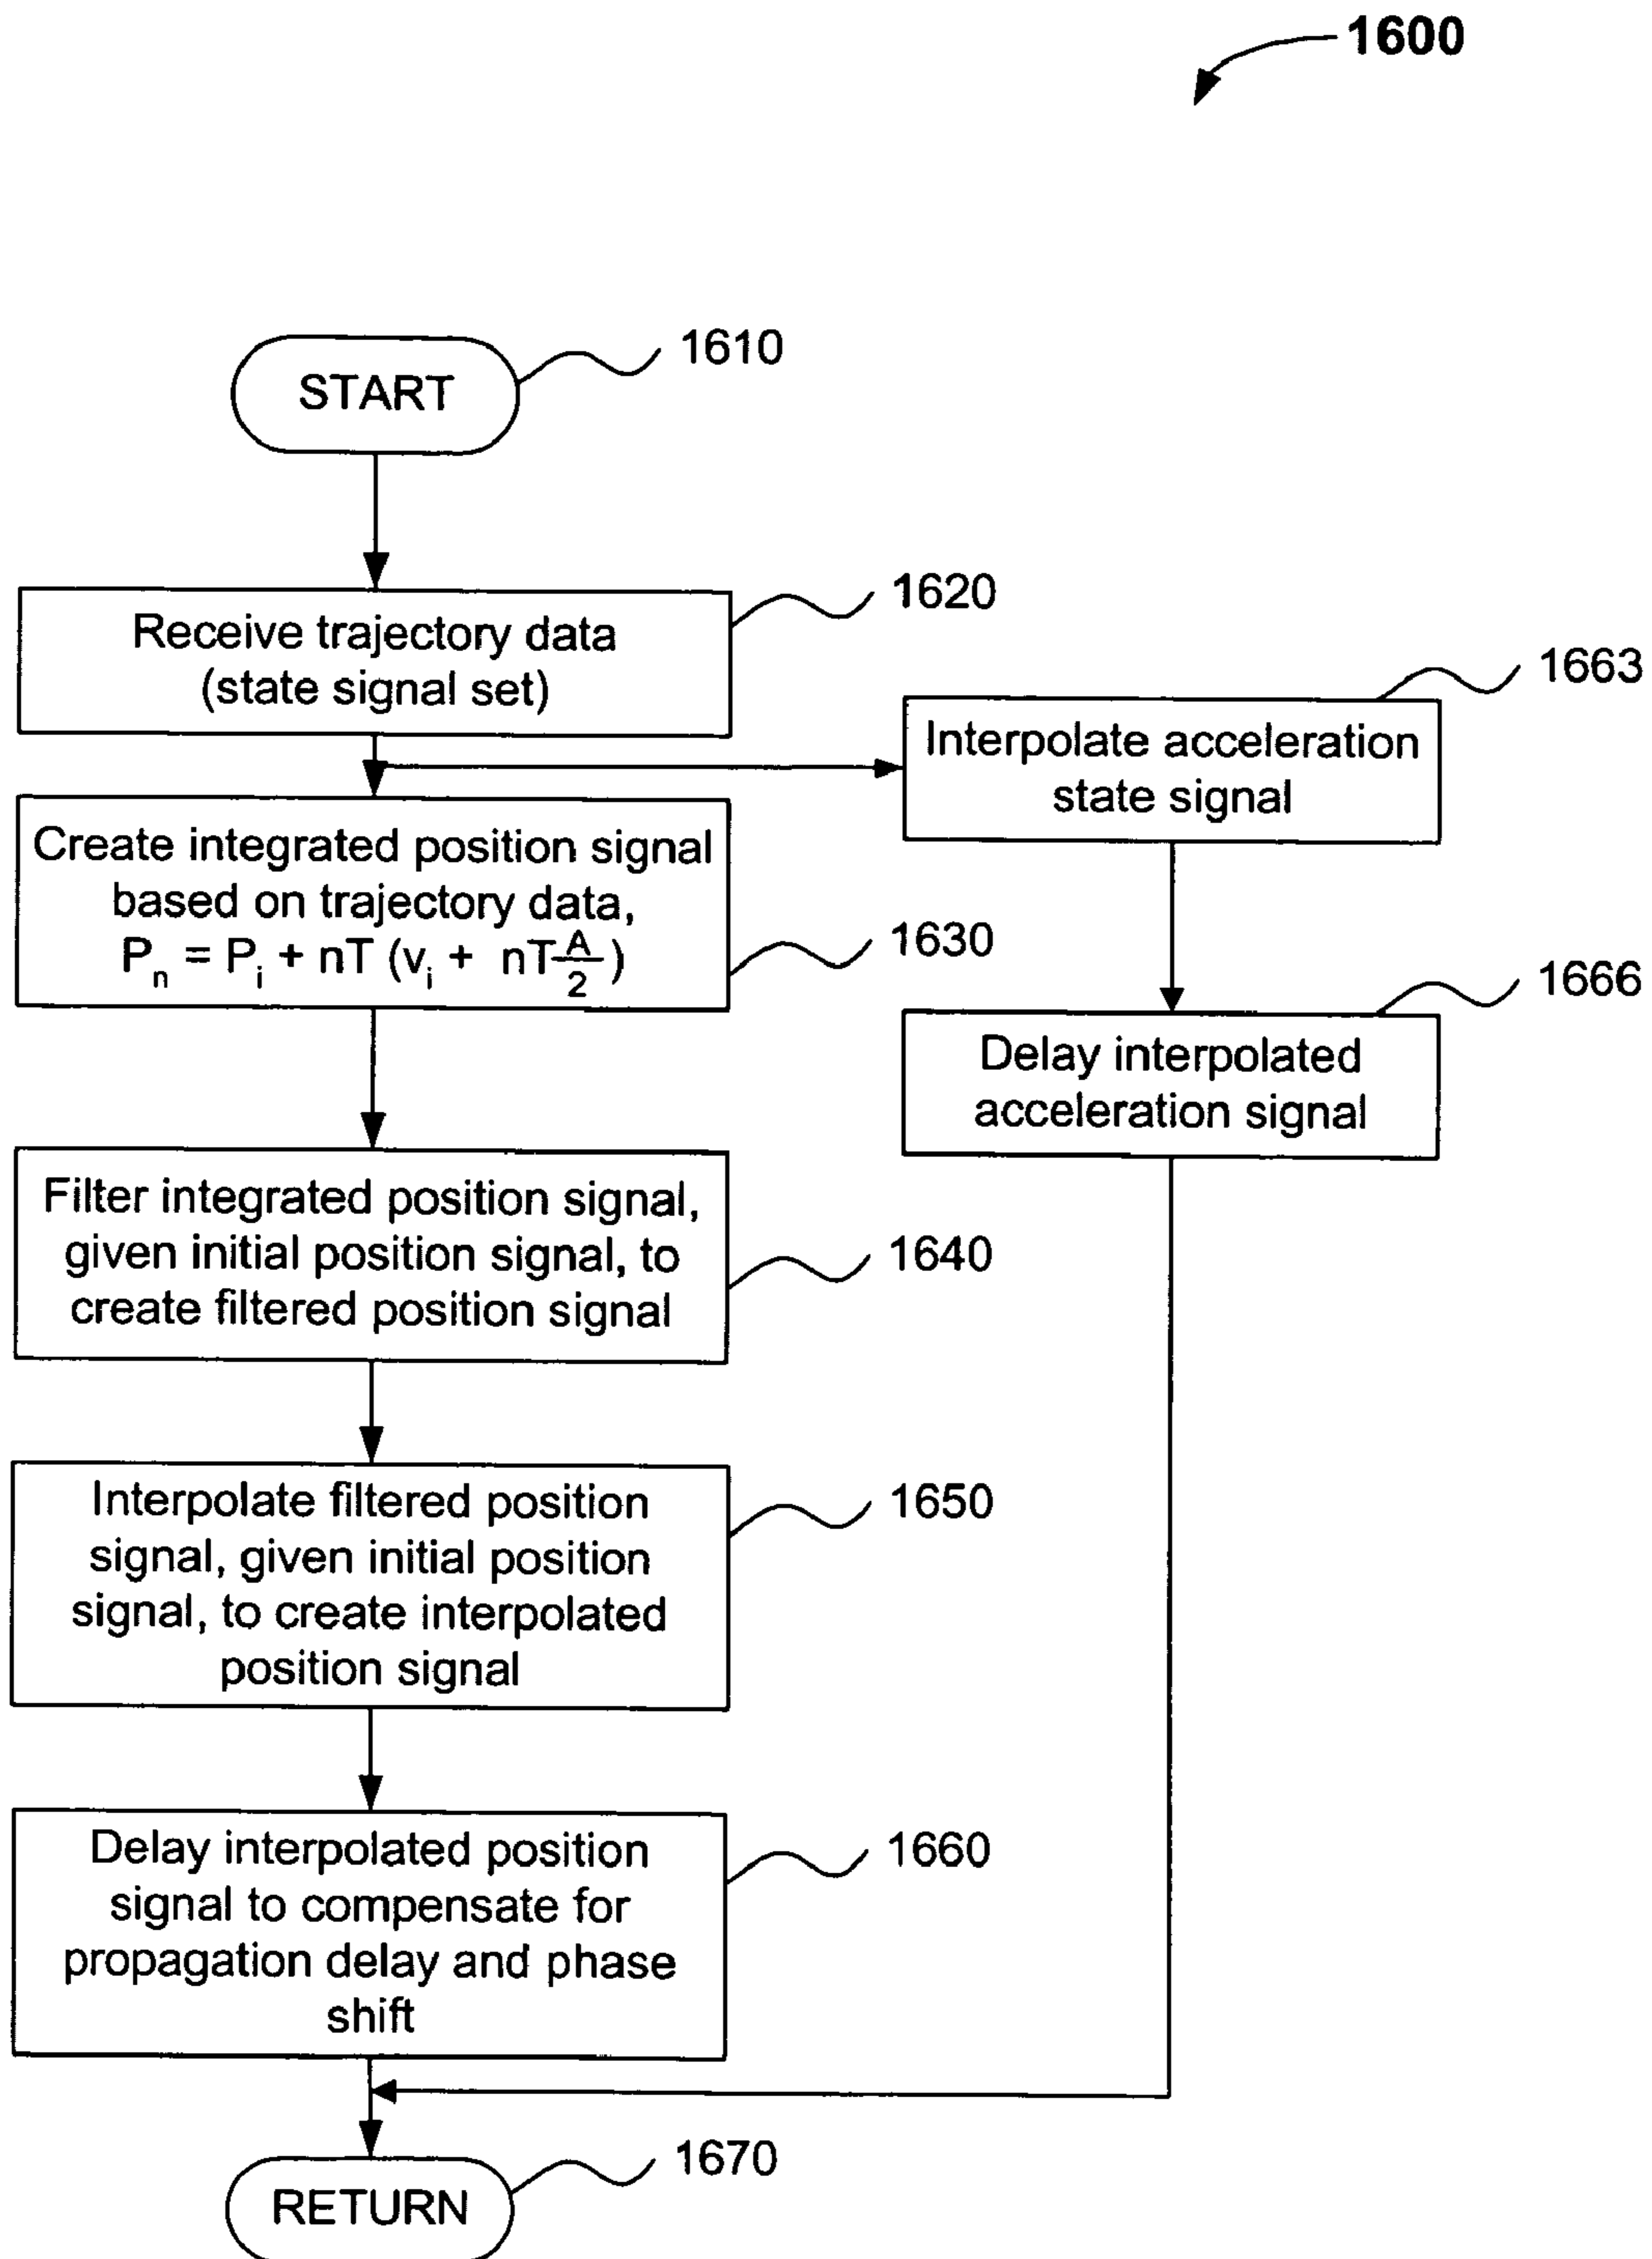 1600
START
1610
Receive trajectory data
(state signal set)
1620
Create integrated position signal
based on trajectory data,
Pₙ = Pᵢ + nT (vᵢ + nT A/2 )
1630
Filter integrated position signal,
given initial position signal, to
create filtered position signal
1640
Interpolate filtered position
signal, given initial position
signal, to create interpolated
position signal
1650
Delay interpolated position
signal to compensate for
propagation delay and phase
shift
1660
Interpolate acceleration
state signal
1663
Delay interpolated
acceleration signal
1666
RETURN
1670